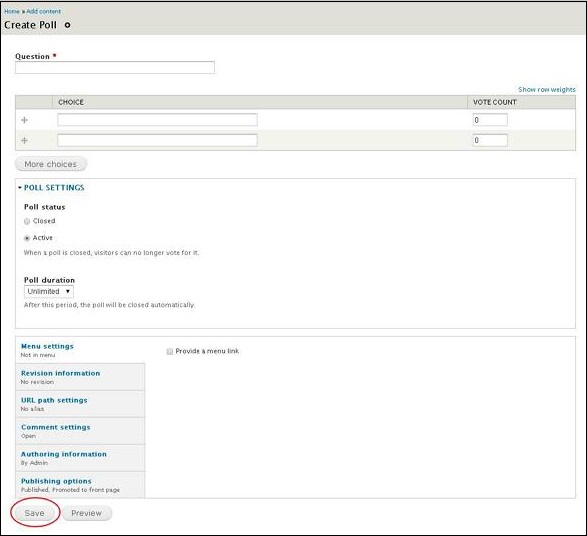 Home » Add content
Create Poll
Question *
Show row weights
CHOICE VOTE COUNT
0
0
More choices
POLL SETTINGS
Poll status
Closed
Active
When a poll is closed, visitors can no longer vote for it.
Poll duration
Unlimited
After this period, the poll will be closed automatically.
Menu settings
Not in menu
Provide a menu link
Revision information
No revision
URL path settings
No alias
Comment settings
Open
Authoring information
By Admin
Publishing options
Published, Promoted to front page
Save Preview